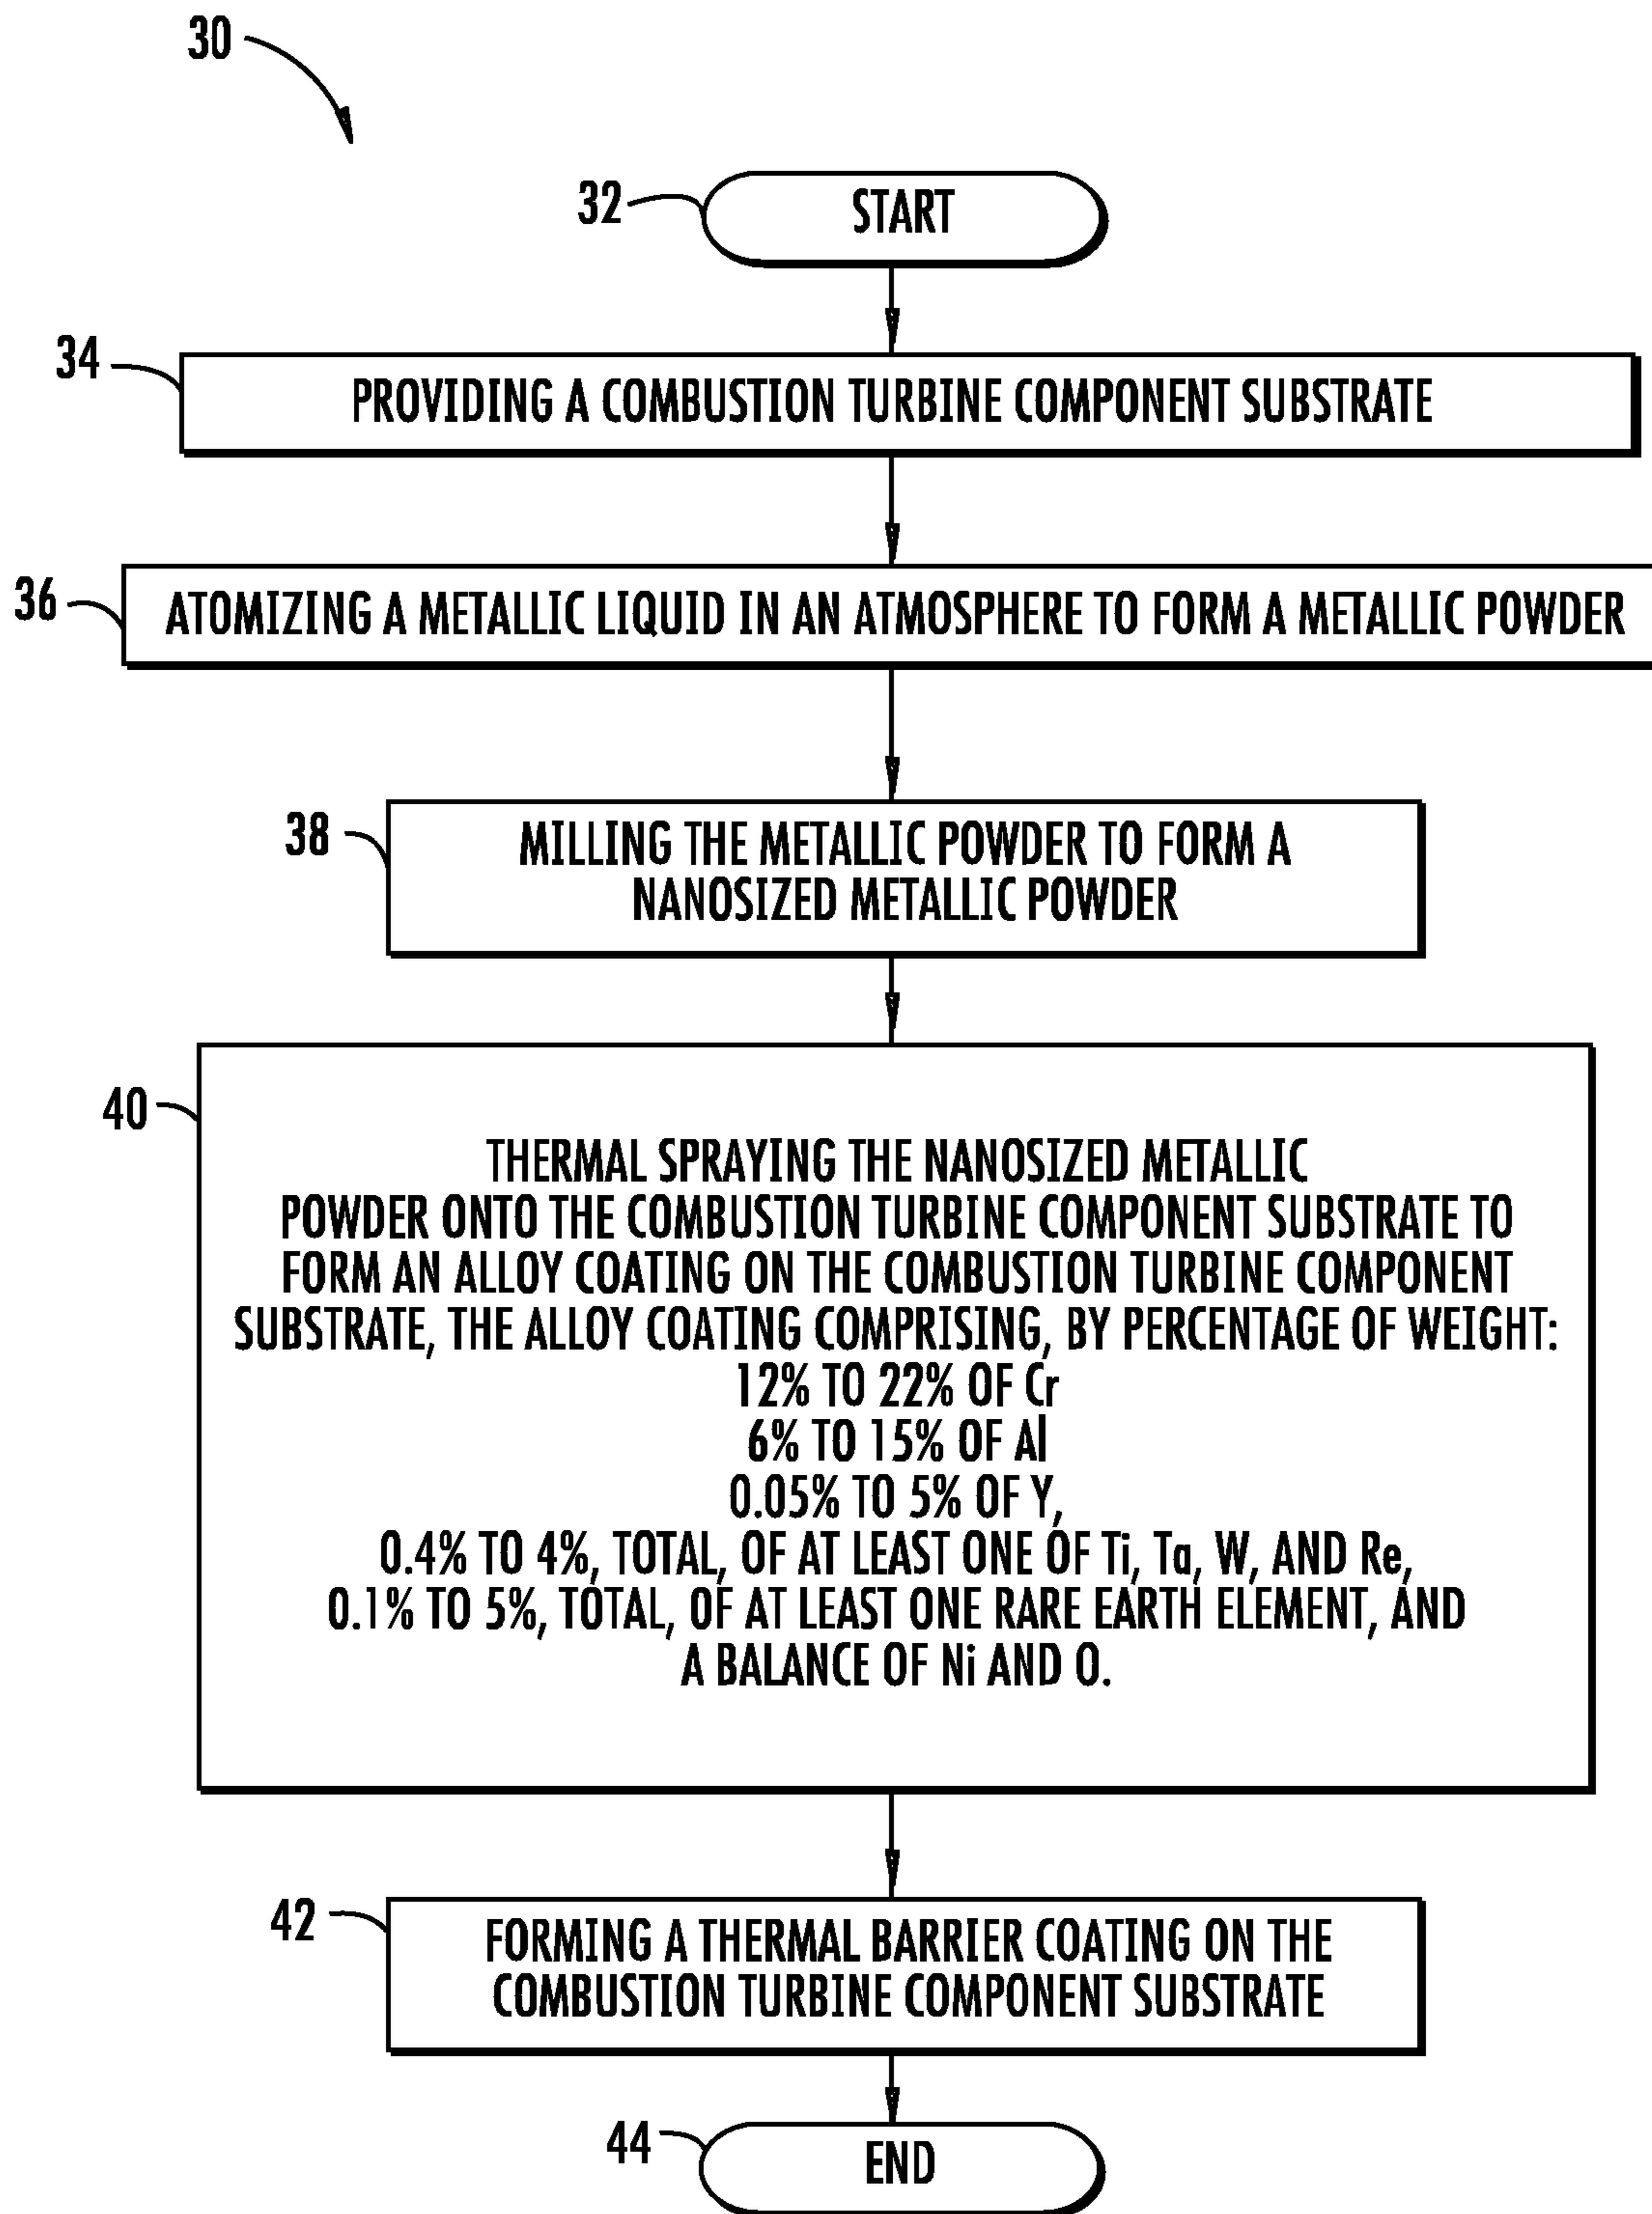 30
32
START
34
PROVIDING A COMBUSTION TURBINE COMPONENT SUBSTRATE
36
ATOMIZING A METALLIC LIQUID IN AN ATMOSPHERE TO FORM A METALLIC POWDER
38
MILLING THE METALLIC POWDER TO FORM A
NANOSIZED METALLIC POWDER
40
THERMAL SPRAYING THE NANOSIZED METALLIC
POWDER ONTO THE COMBUSTION TURBINE COMPONENT SUBSTRATE TO
FORM AN ALLOY COATING ON THE COMBUSTION TURBINE COMPONENT
SUBSTRATE, THE ALLOY COATING COMPRISING, BY PERCENTAGE OF WEIGHT:
12% TO 22% OF Cr
6% TO 15% OF Al
0.05% TO 5% OF Y,
0.4% TO 4%, TOTAL, OF AT LEAST ONE OF Ti, Ta, W, AND Re,
0.1% TO 5%, TOTAL, OF AT LEAST ONE RARE EARTH ELEMENT, AND
A BALANCE OF Ni AND O.
42
FORMING A THERMAL BARRIER COATING ON THE
COMBUSTION TURBINE COMPONENT SUBSTRATE
44
END